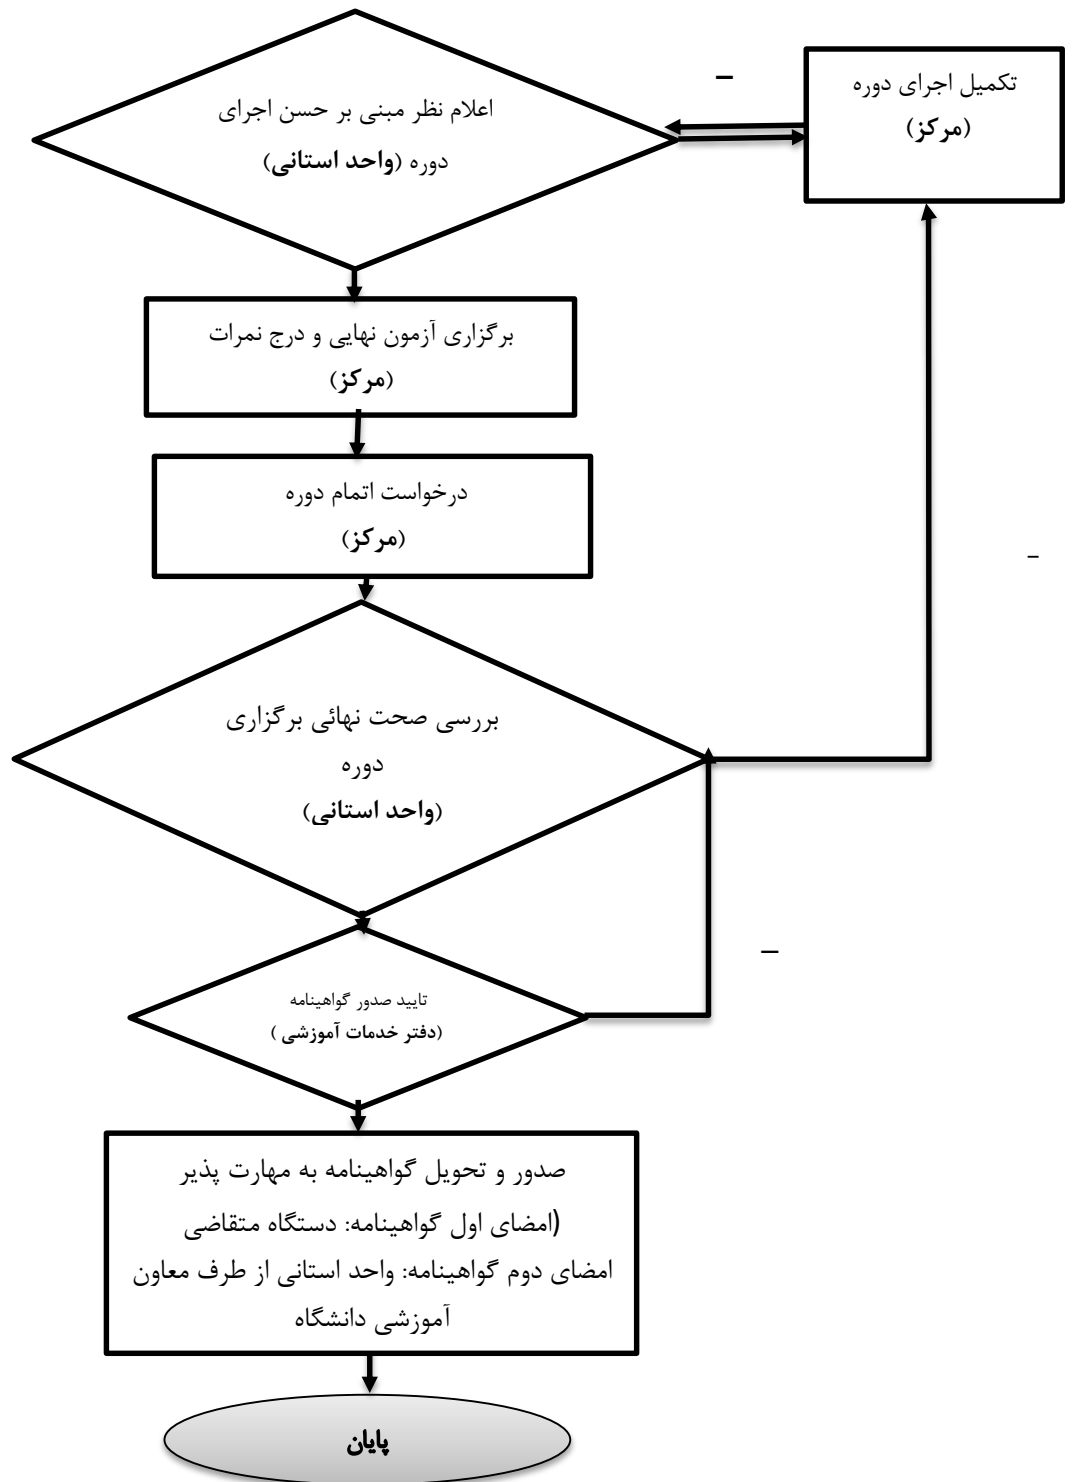 اعلام نظر مبنی بر حسن اجرای
دوره (واحد استانی)
–
تکمیل اجرای دوره
(مرکز)
برگزاری آزمون نهایی و درج نمرات
(مرکز)
درخواست اتمام دوره
(مرکز)
–
بررسی صحت نهائی برگزاری
دوره
(واحد استانی)
–
تایید صدور گواهینامه
(دفتر خدمات آموزشی )
صدور و تحویل گواهینامه به مهارت پذیر
(امضای اول گواهینامه: دستگاه متقاضی
امضای دوم گواهینامه: واحد استانی از طرف معاون
آموزشی دانشگاه
پایان